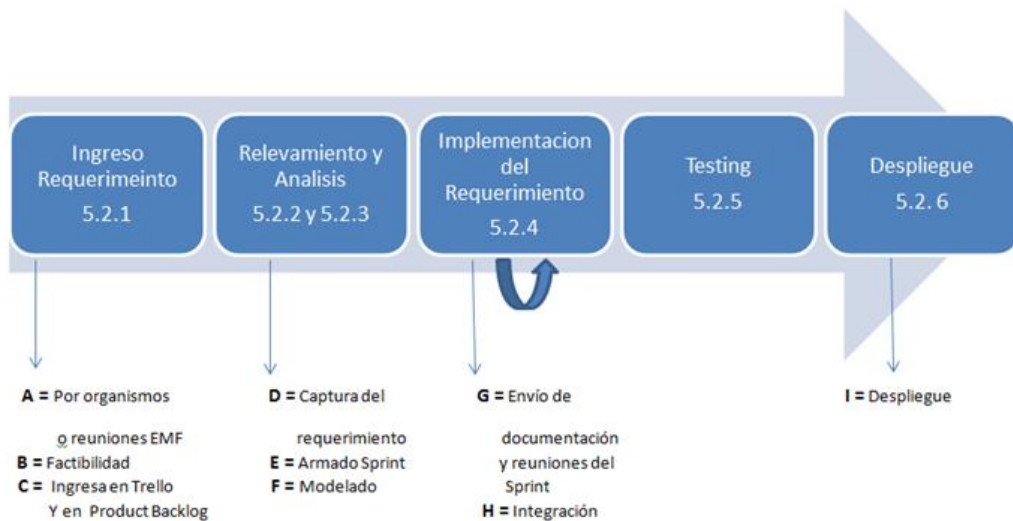 Ingreso
Requerimeinto
5.2.1
Relevamiento y
Analisis
5.2.2 y 5.2.3
Implementacion
del
Requerimiento
5.2.4
Testing
5.2.5
Despliegue
5.2. 6
A = Por organismos
o reuniones EMF
B = Factibilidad
C = Ingresa en Trello
Y en Product Backlog
D = Captura del
requerimiento
E = Armado Sprint
F = Modelado
G = Envío de
documentación
y reuniones del
Sprint
H = Integración
I = Despliegue